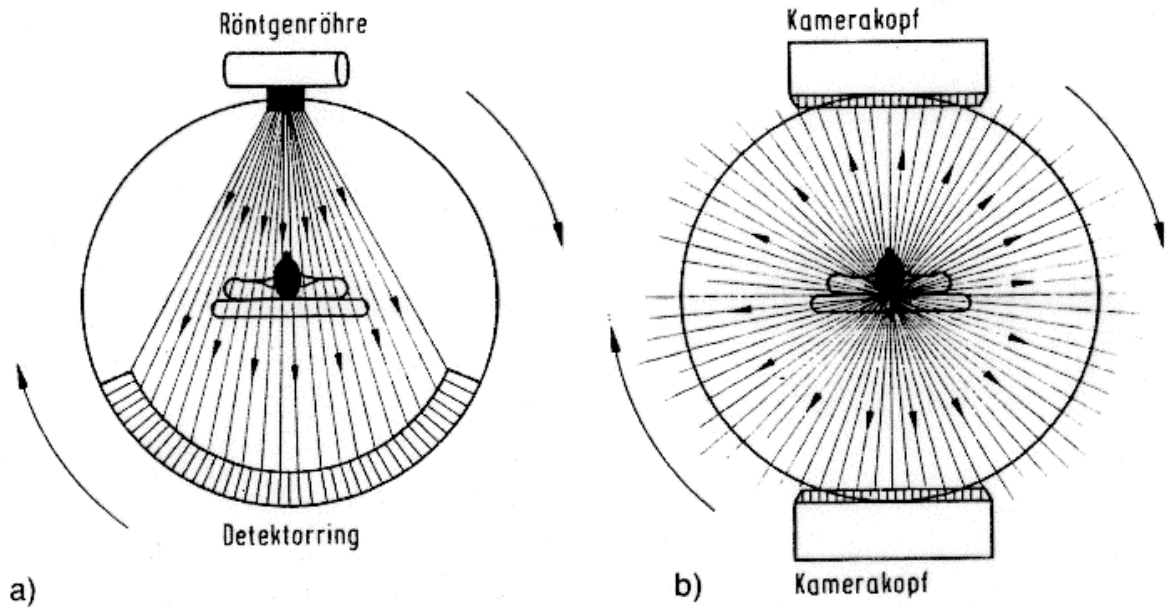 Röntgenröhre
Detektorring
a)
Kamerakopf
Kamerakopf
b)